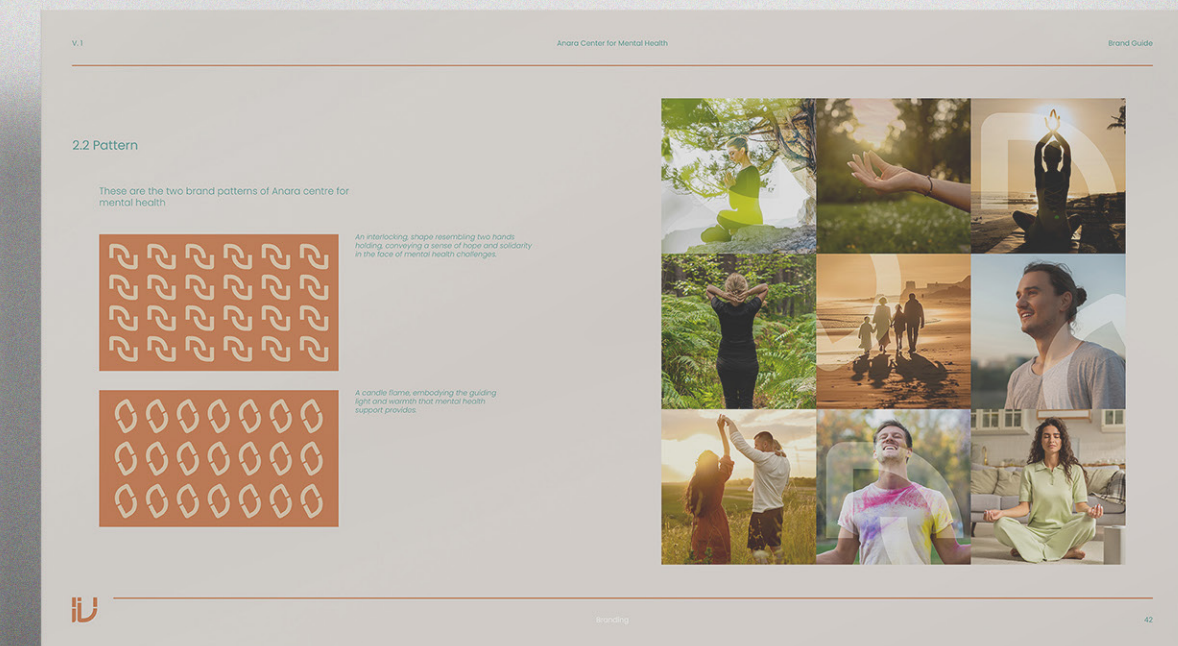 V. 1
Anara Center for Mental Health
Brand Guide
2.2 Pattern
These are the two brand patterns of Anara centre for
mental health
An interlocking, shape resembling two hands
holding, conveying a sense of hope and solidarity
in the face of mental health challenges.
A candle flame, embodying the guiding
light and warmth that mental health
support provides.
Branding
42